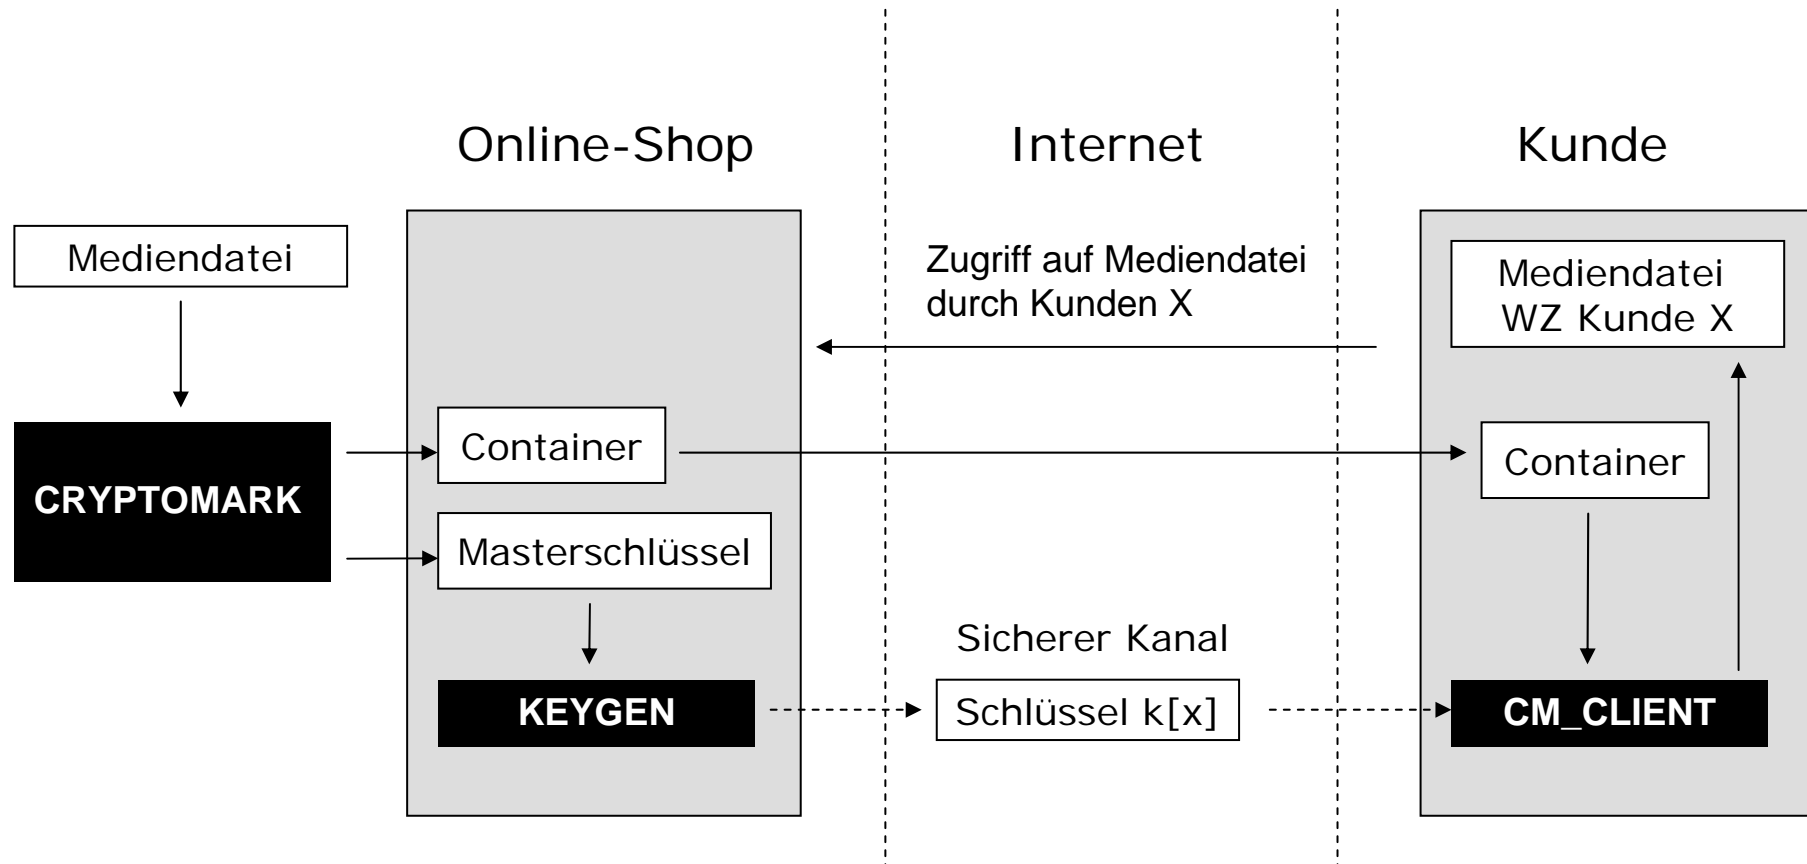 Online-Shop
Internet
Kunde
Mediendatei
Zugriff auf Mediendatei
durch Kunden X
Mediendatei
WZ Kunde X
CRYPTOMARK
Container
Container
Masterschlüssel
Sicherer Kanal
KEYGEN
Schlüssel k[x]
CM_CLIENT